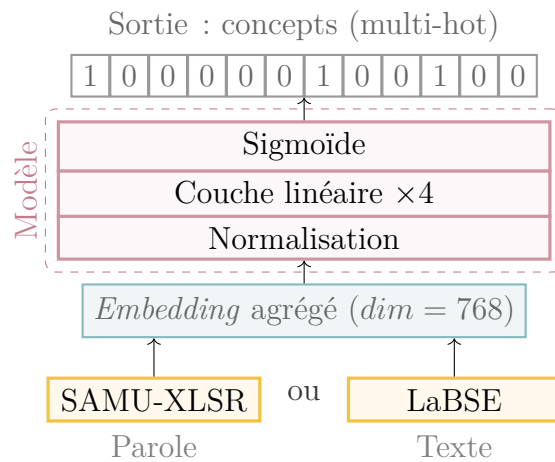 Sortie : concepts (multi-hot)
1 0 0 0 0 0 1 0 0 1 0 0
Modèle
Sigmoïde
Couche linéaire ×4
Normalisation
Embedding agrégé (dim = 768)
SAMU-XLSR ou LaBSE
Parole Texte